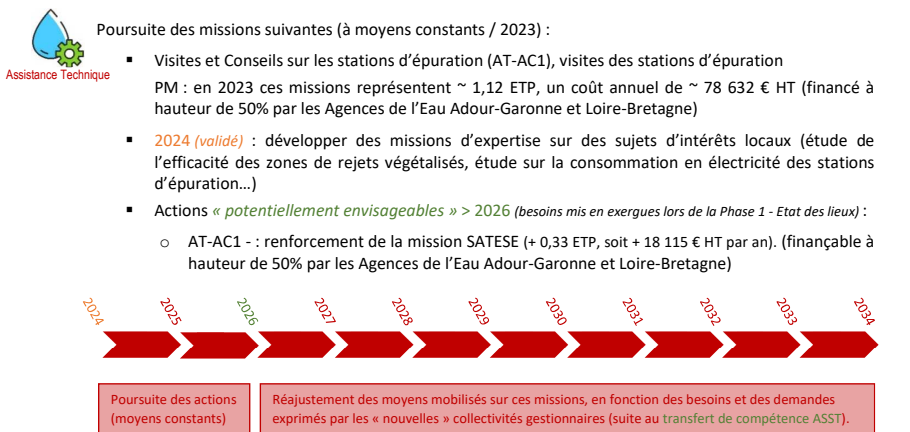 Poursuite des missions suivantes (à moyens constants / 2023) :
Assistance Technique
▪ Visites et Conseils sur les stations d'épuration (AT-AC1), visites des stations d'épuration
PM : en 2023 ces missions représentent ~ 1,12 ETP, un coût annuel de ~ 78 632 € HT (financé à
hauteur de 50% par les Agences de l'Eau Adour-Garonne et Loire-Bretagne)
▪ 2024 (validé) : développer des missions d'expertise sur des sujets d'intérêts locaux (étude de
l'efficacité des zones de rejets végétalisés, étude sur la consommation en électricité des stations
d'épuration…)
▪ Actions « potentiellement envisageables » > 2026 (besoins mis en exergues lors de la Phase 1 - Etat des lieux) :
o AT-AC1 - : renforcement de la mission SATESE (+ 0,33 ETP, soit + 18 115 € HT par an). (finançable à
hauteur de 50% par les Agences de l'Eau Adour-Garonne et Loire-Bretagne)
2024 2025 2026 2027 2028 2029 2030 2031 2032 2033 2034
Poursuite des actions
(moyens constants)
Réajustement des moyens mobilisés sur ces missions, en fonction des besoins et des demandes
exprimés par les « nouvelles » collectivités gestionnaires (suite au transfert de compétence ASST).